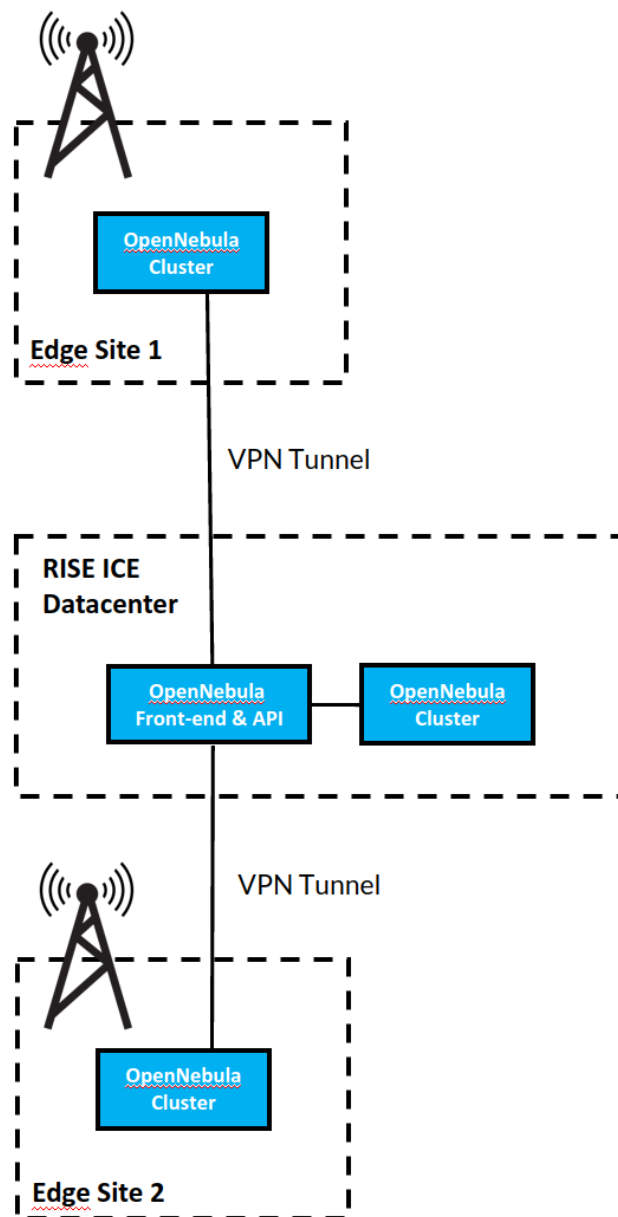 OpenNebula
Cluster
Edge Site 1
VPN Tunnel
RISE ICE
Datacenter
OpenNebula
Front-end & API
OpenNebula
Cluster
VPN Tunnel
OpenNebula
Cluster
Edge Site 2